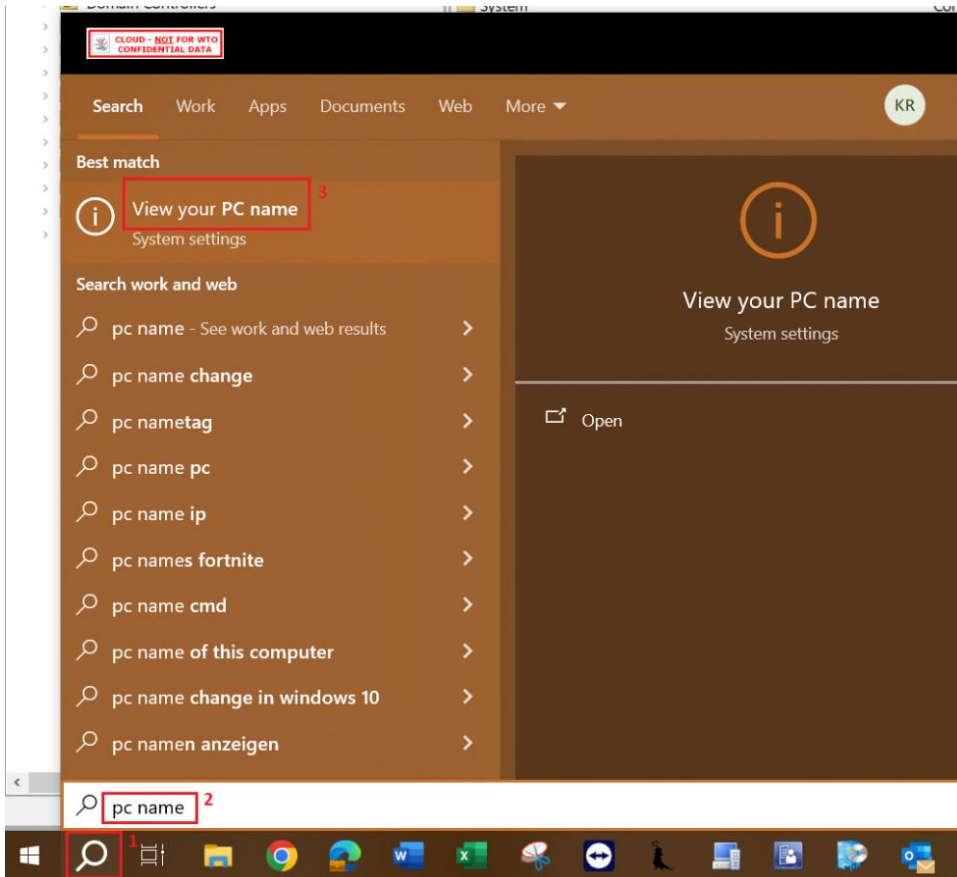 Domain Controllers
System
CLOUD - NOT FOR WTO
CONFIDENTIAL DATA
Search Work Apps Documents Web More
KR
Best match
View your PC name 3
System settings
Search work and web
pc name - See work and web results
pc name change
pc nametag
pc name pc
pc name ip
pc names fortnite
pc name cmd
pc name of this computer
pc name change in windows 10
pc namen anzeigen
View your PC name
System settings
Open
pc name 2
1